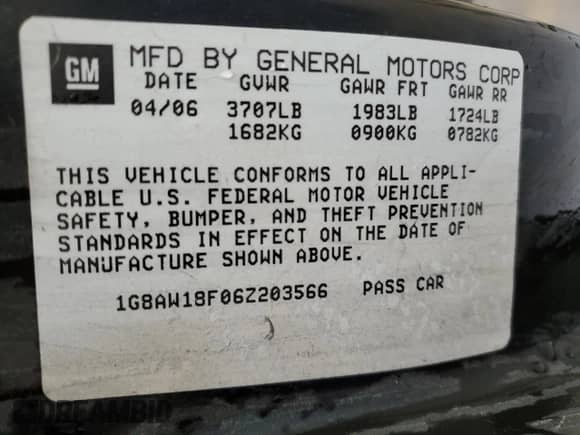 GM
MFD BY GENERAL MOTORS CORP
DATE GVWR GAWR FRT GAWR RR
04/06 3707LB 1983LB 1724LB
1682KG 0900KG 0782KG
THIS VEHICLE CONFORMS TO ALL APPLI-
CABLE U.S. FEDERAL MOTOR VEHICLE
SAFETY, BUMPER, AND THEFT PREVENTION
STANDARDS IN EFFECT ON THE DATE OF
MANUFACTURE SHOWN ABOVE.
1G8AW18F06Z203566 PASS CAR
DREAMBID